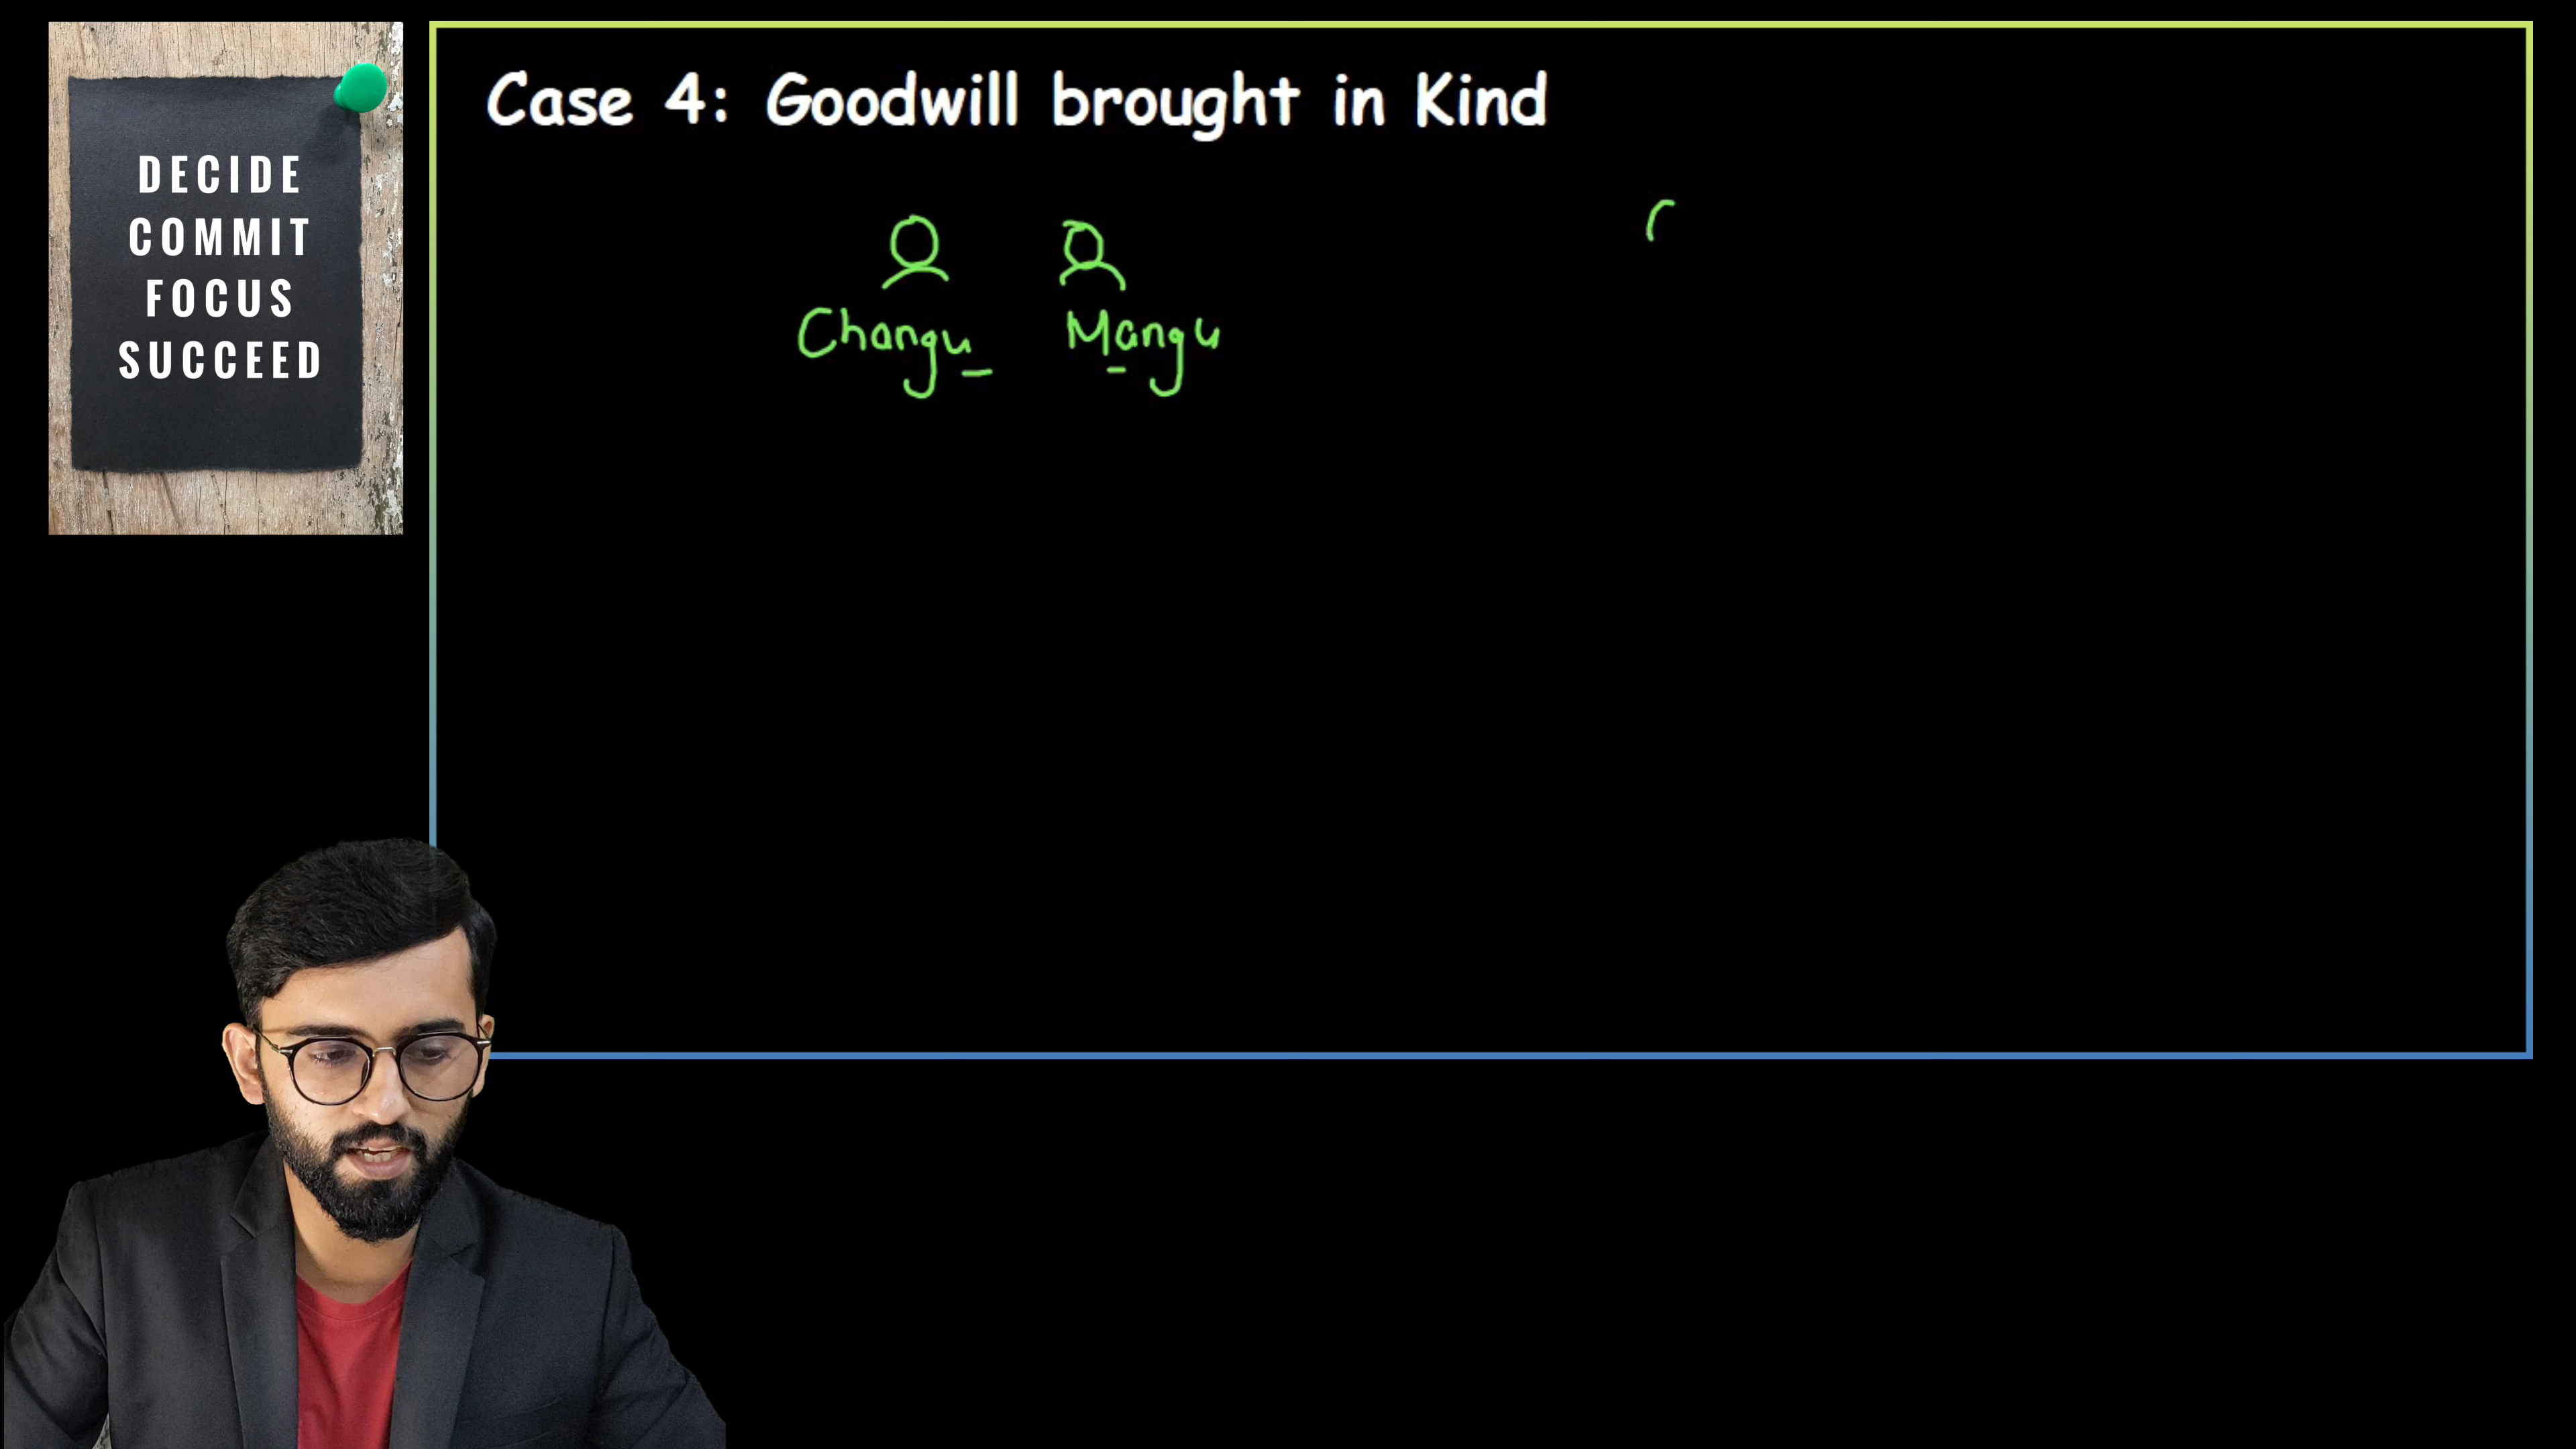 DECIDE
COMMIT
FOCUS
SUCCEED
Case 4: Goodwill brought in Kind
Changu Mangu